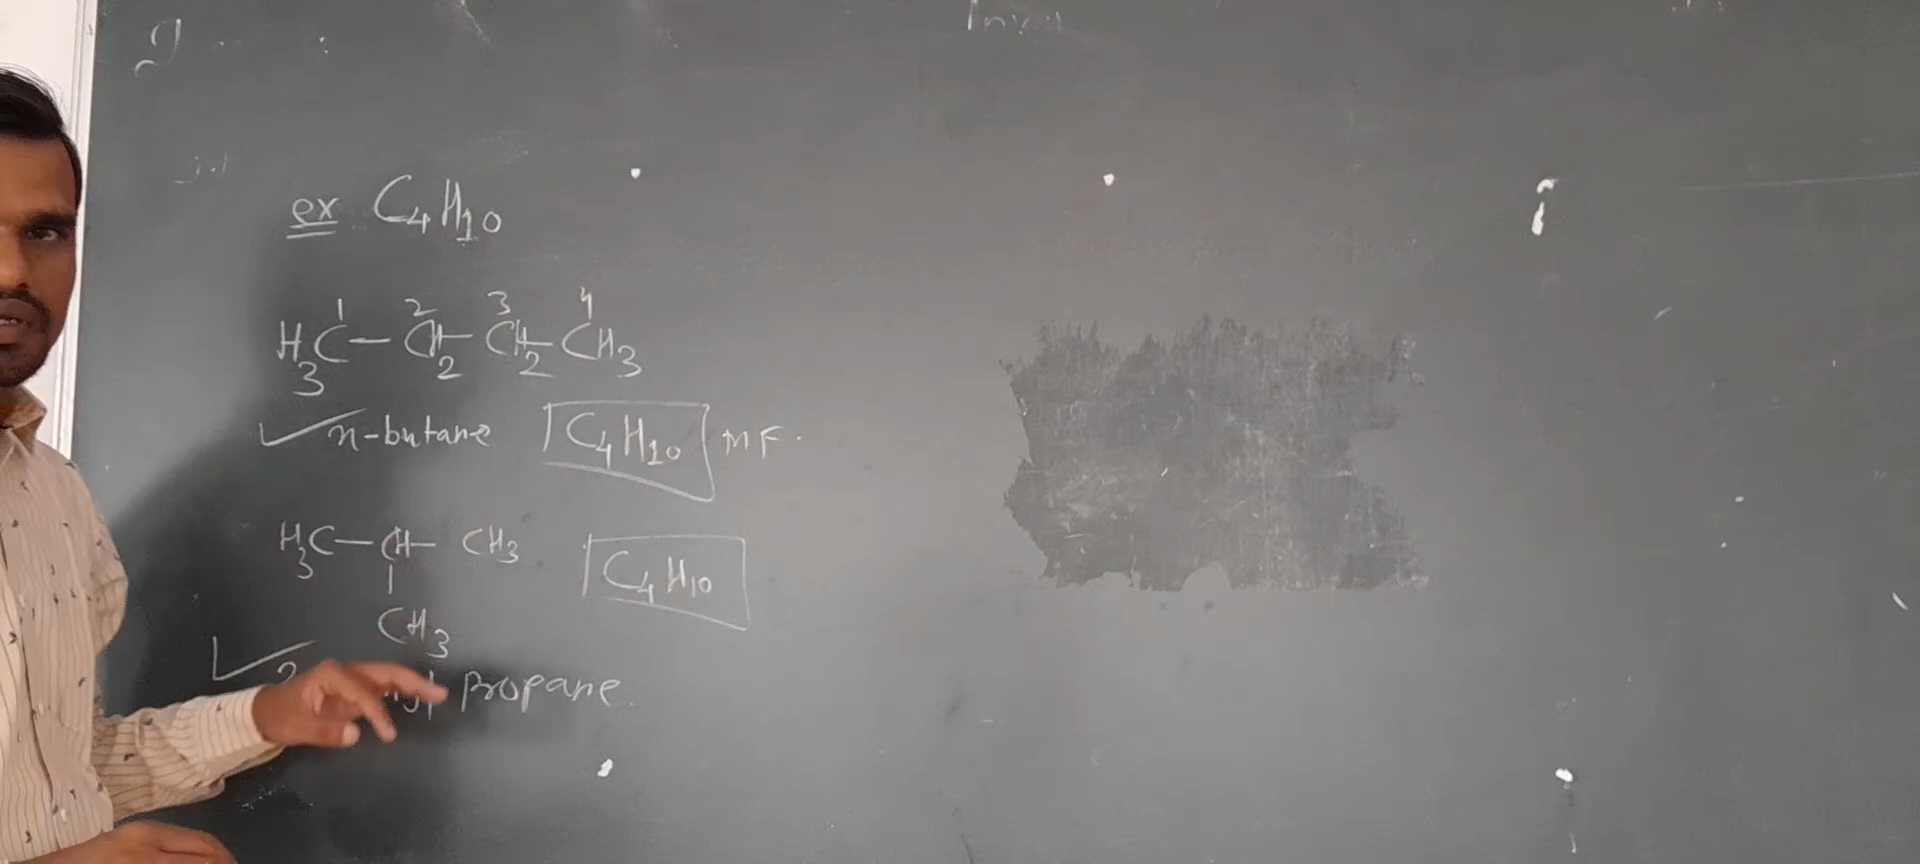 ex C4H10
1 2 3 4
H3C-CH2-CH2-CH3
✓ n-butane C4H10 MF.
H3C-CH-CH3 C4H10
CH3
✓ 2 Propane.